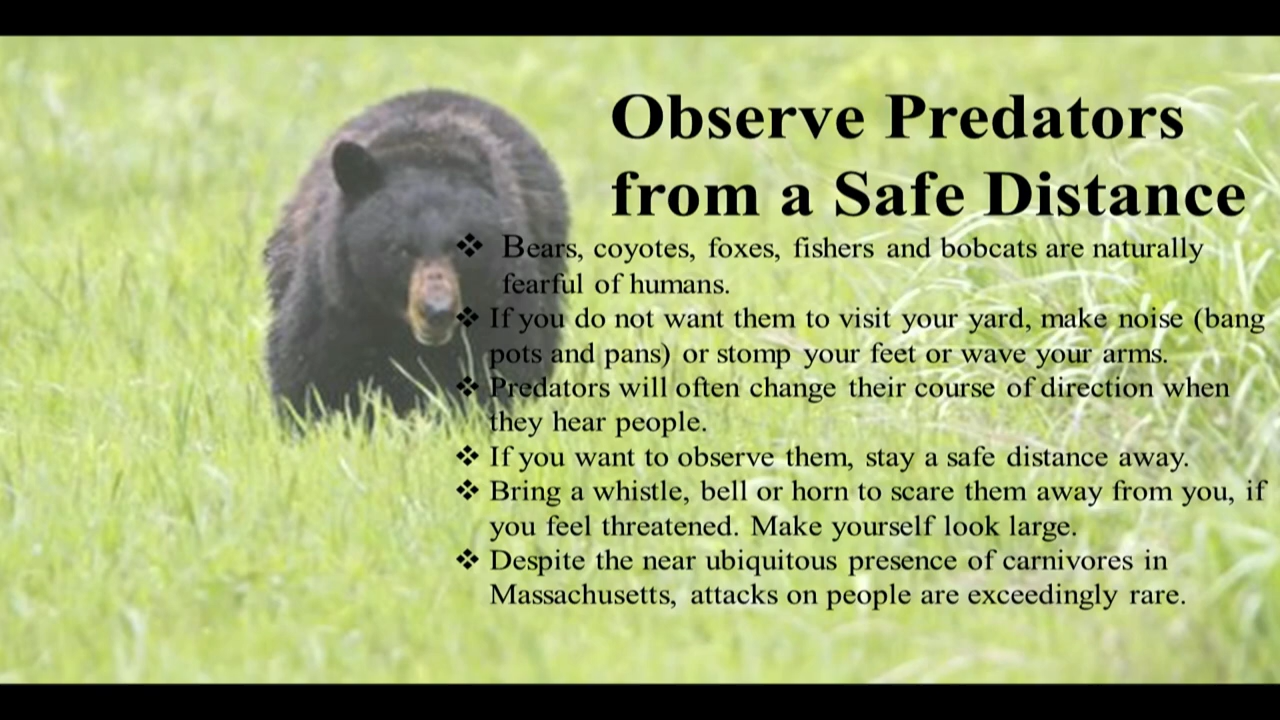 Observe Predators
from a Safe Distance
❖ Bears, coyotes, foxes, fishers and bobcats are naturally
fearful of humans.
❖ If you do not want them to visit your yard, make noise (bang
pots and pans) or stomp your feet or wave your arms.
❖ Predators will often change their course of direction when
they hear people.
❖ If you want to observe them, stay a safe distance away.
❖ Bring a whistle, bell or horn to scare them away from you, if
you feel threatened. Make yourself look large.
❖ Despite the near ubiquitous presence of carnivores in
Massachusetts, attacks on people are exceedingly rare.